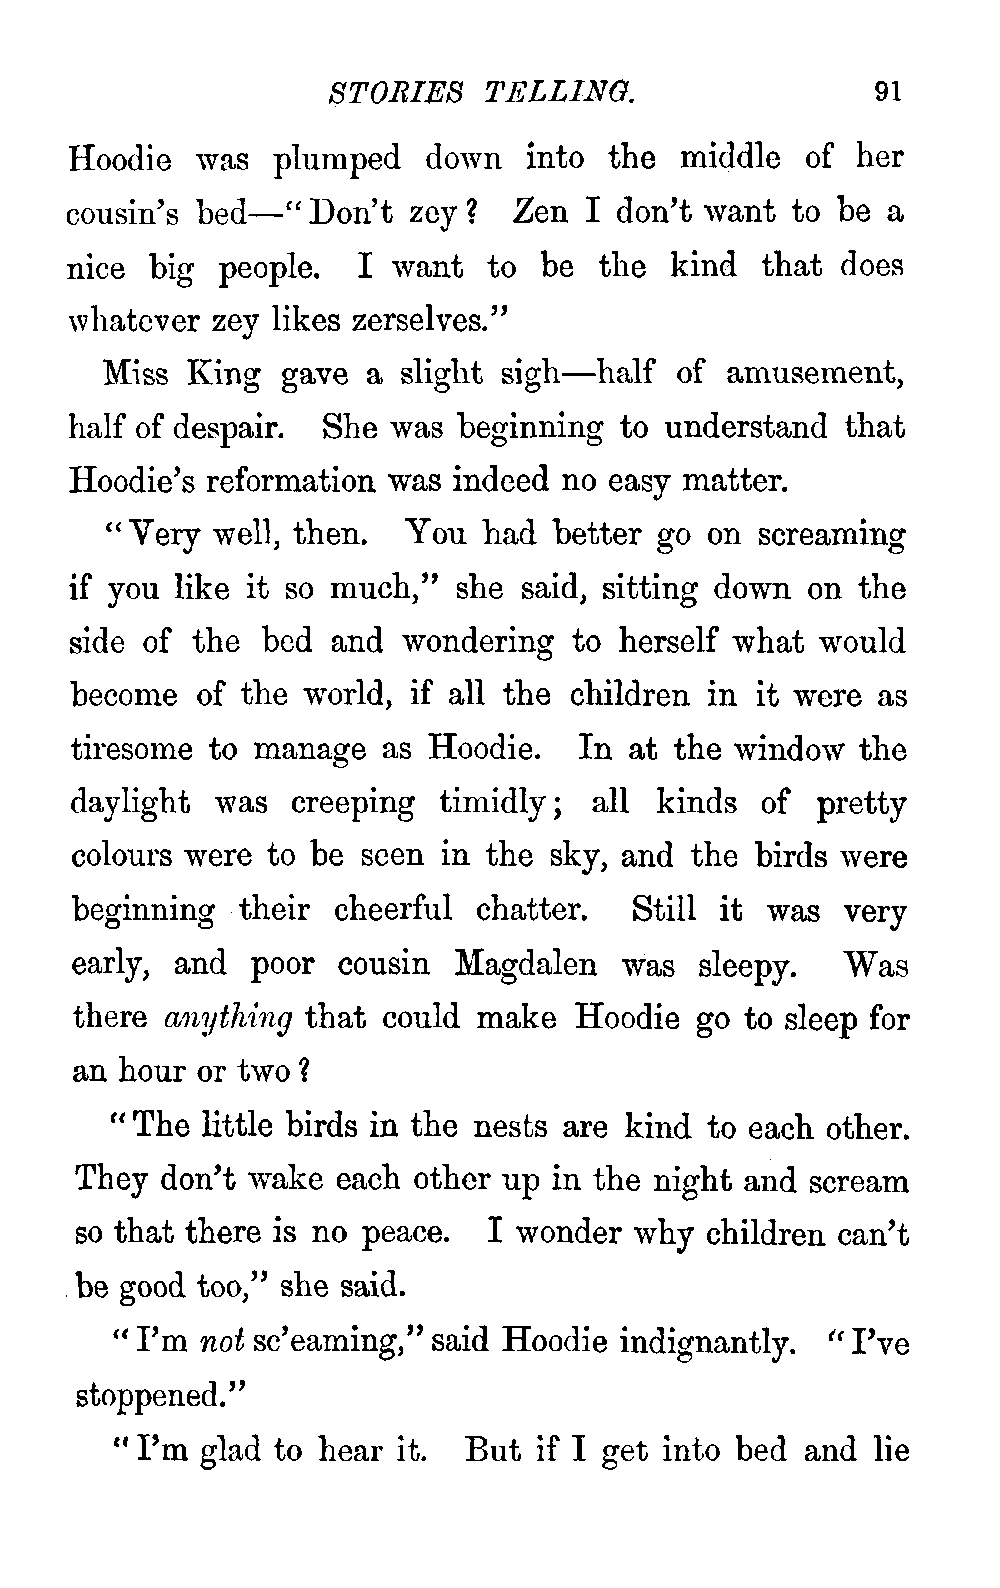 STORIES TELLING. 91
Hoodie was plumped down into the middle of her
cousin's bed—"Don't zey? Zen I don't want to be a
nice big people. I want to be the kind that does
whatever zey likes zerselves."
Miss King gave a slight sigh—half of amusement,
half of despair. She was beginning to understand that
Hoodie's reformation was indeed no easy matter.
"Very well, then. You had better go on screaming
if you like it so much," she said, sitting down on the
side of the bed and wondering to herself what would
become of the world, if all the children in it were as
tiresome to manage as Hoodie. In at the window the
daylight was creeping timidly; all kinds of pretty
colours were to be seen in the sky, and the birds were
beginning their cheerful chatter. Still it was very
early, and poor cousin Magdalen was sleepy. Was
there anything that could make Hoodie go to sleep for
an hour or two?
"The little birds in the nests are kind to each other.
They don't wake each other up in the night and scream
so that there is no peace. I wonder why children can't
be good too," she said.
"I'm not sc'eaming," said Hoodie indignantly. "I've
stoppened."
"I'm glad to hear it. But if I get into bed and lie